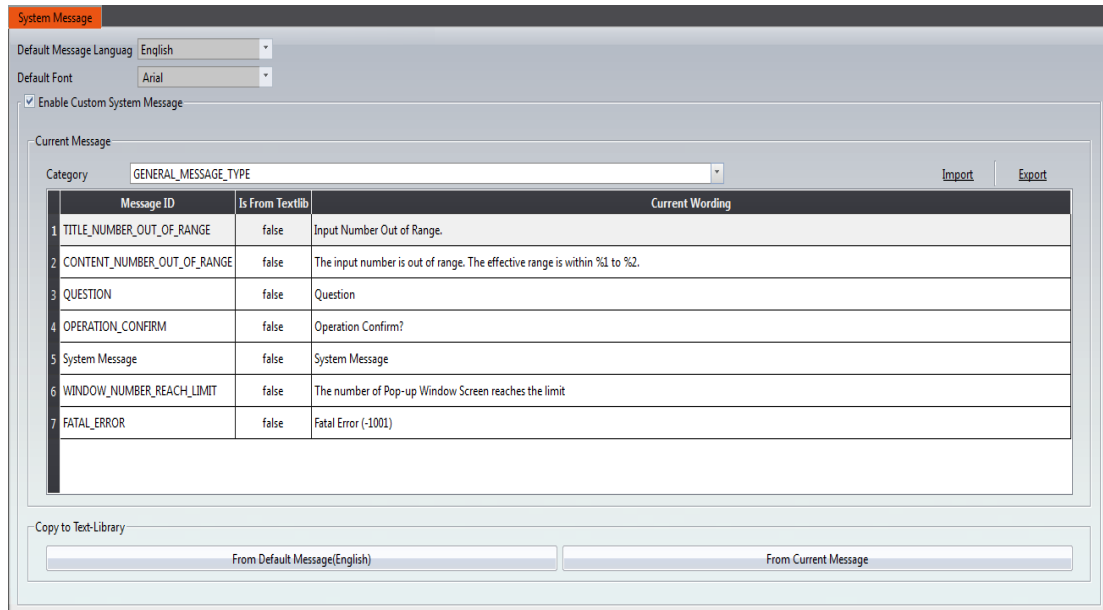 System Message
Default Message Languag English
Default Font Arial
Enable Custom System Message
Current Message
Category GENERAL_MESSAGE_TYPE Import Export
Message ID Is From Textlib Current Wording
1 TITLE_NUMBER_OUT_OF_RANGE false Input Number Out of Range.
2 CONTENT_NUMBER_OUT_OF_RANGE false The input number is out of range. The effective range is within %1 to %2.
3 QUESTION false Question
4 OPERATION_CONFIRM false Operation Confirm?
5 System Message false System Message
6 WINDOW_NUMBER_REACH_LIMIT false The number of Pop-up Window Screen reaches the limit
7 FATAL_ERROR false Fatal Error (-1001)
Copy to Text-Library
From Default Message(English) From Current Message